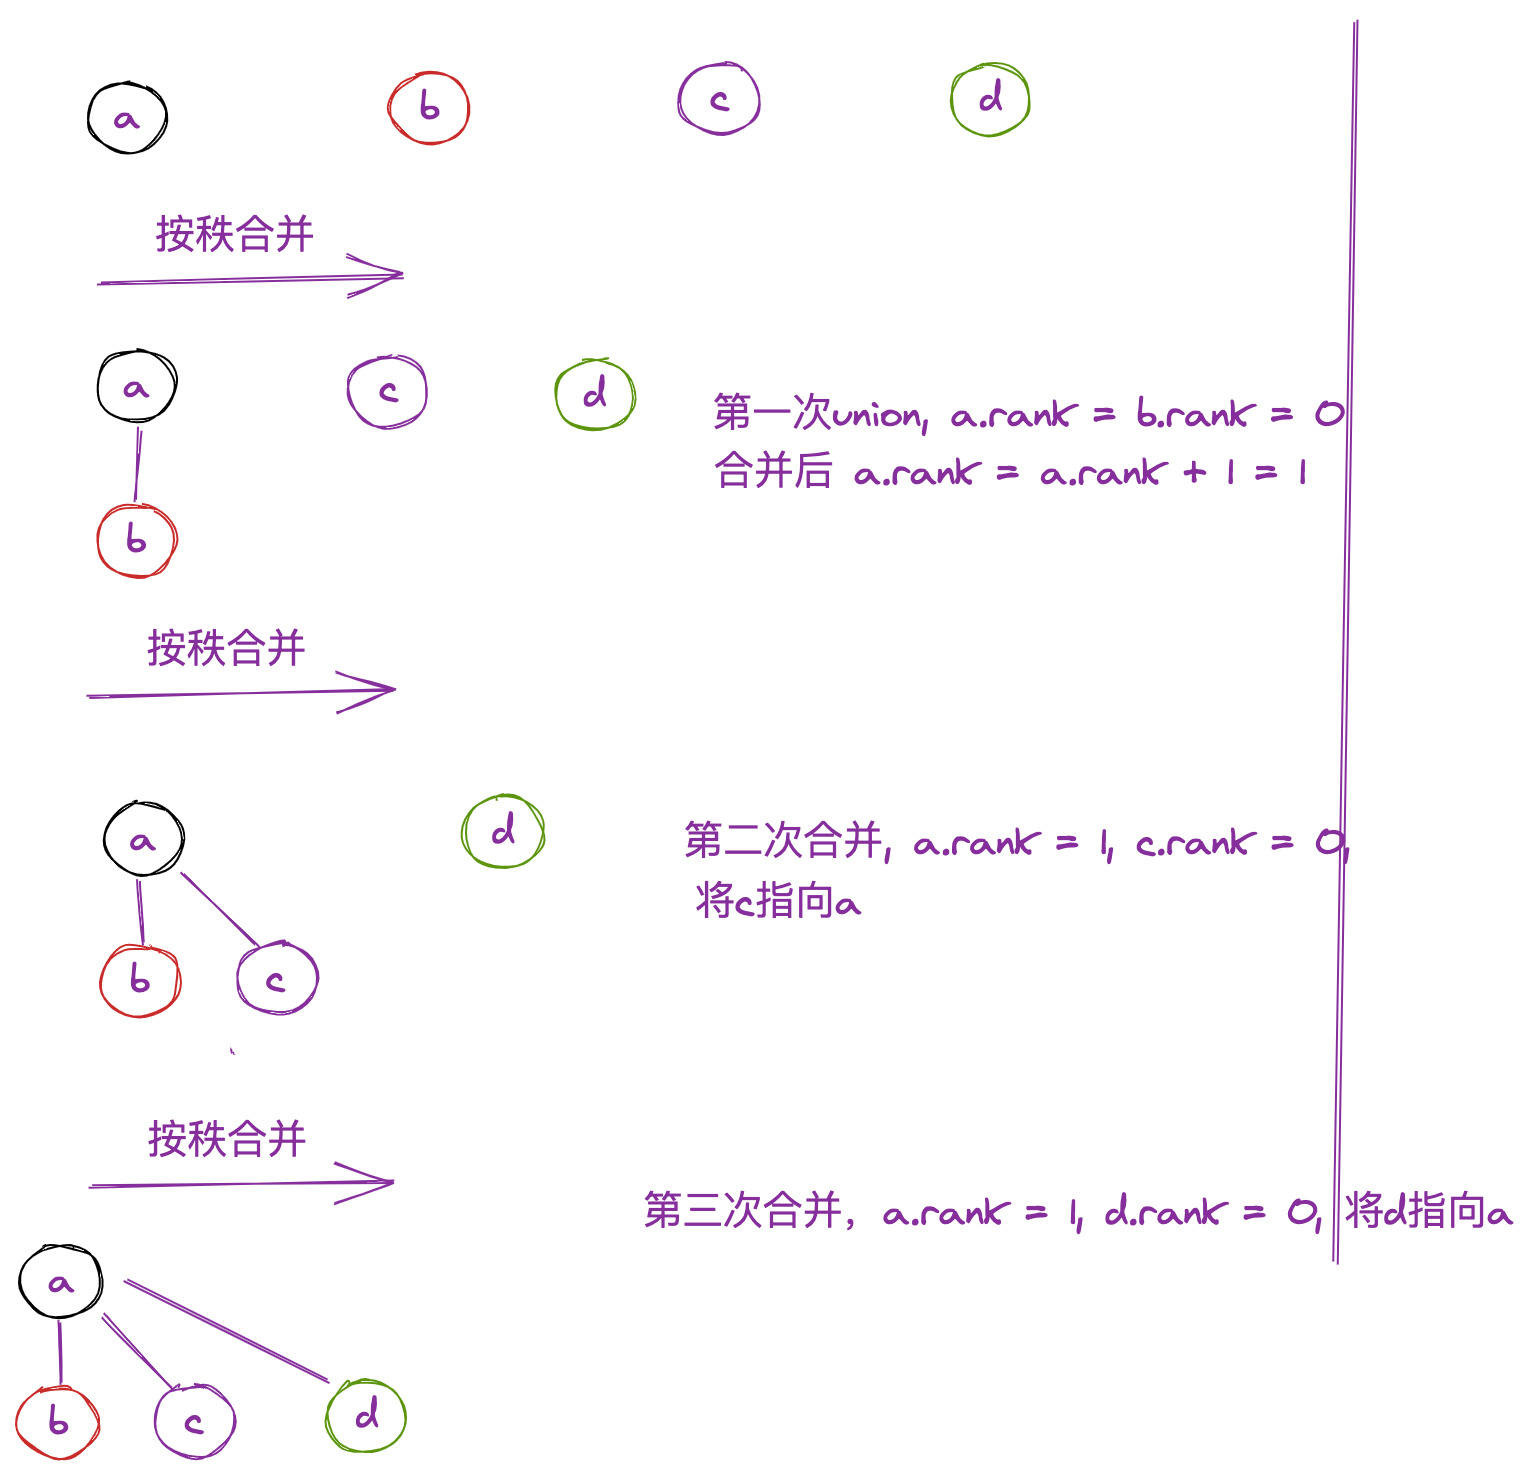 a b c d
按秩合并
a c d
第一次union, a.rank = b.rank = 0
合并后 a.rank = a.rank + 1 = 1
b
按秩合并
a d
第二次合并, a.rank = 1, c.rank = 0,
将c指向a
b c
按秩合并
第三次合并, a.rank = 1, d.rank = 0, 将d指向a
a
b c d